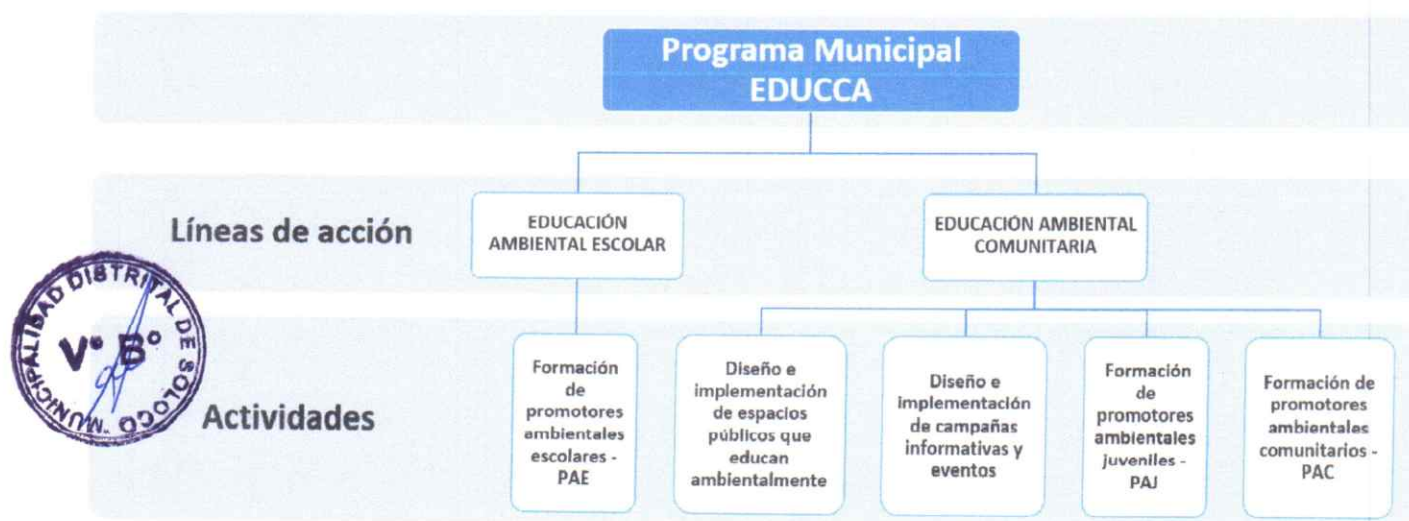 Programa Municipal
EDUCCA
Líneas de acción
EDUCACIÓN
AMBIENTAL ESCOLAR
EDUCACIÓN AMBIENTAL
COMUNITARIA
MUNICIPALIDAD DISTRITAL DE SOLOCO
V° B°
Actividades
Formación
de
promotores
ambientales
escolares -
PAE
Diseño e
implementación
de espacios
públicos que
educan
ambientalmente
Diseño e
implementación
de campañas
informativas y
eventos
Formación
de
promotores
ambientales
juveniles -
PAJ
Formación de
promotores
ambientales
comunitarios -
PAC